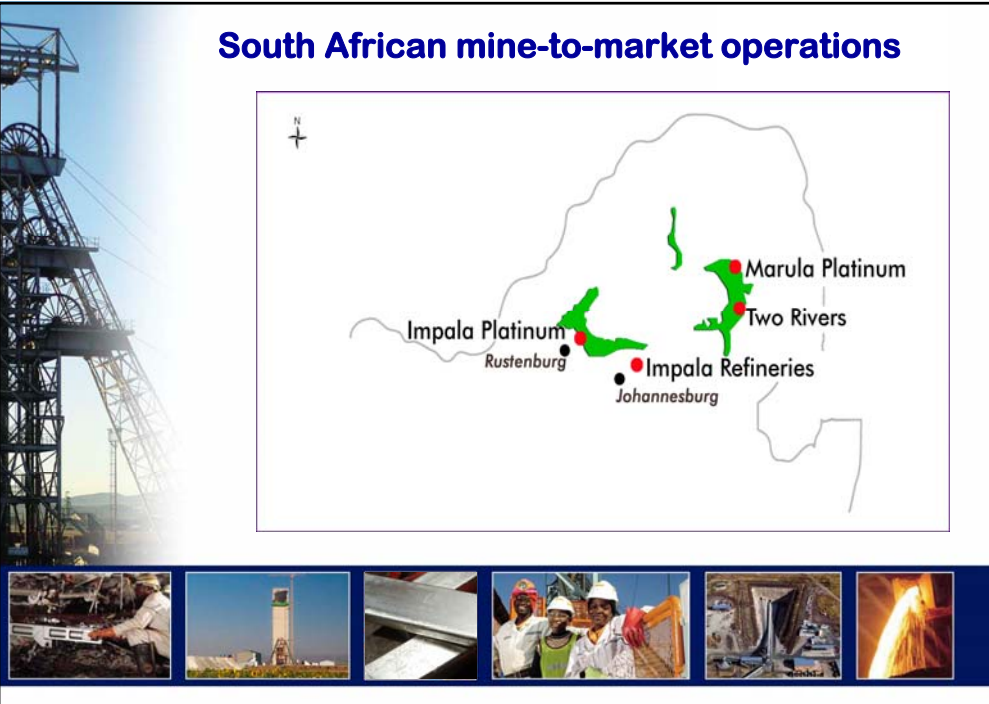 South African mine-to-market operations
N
Marula Platinum
Two Rivers
Impala Platinum
Rustenburg
Impala Refineries
Johannesburg